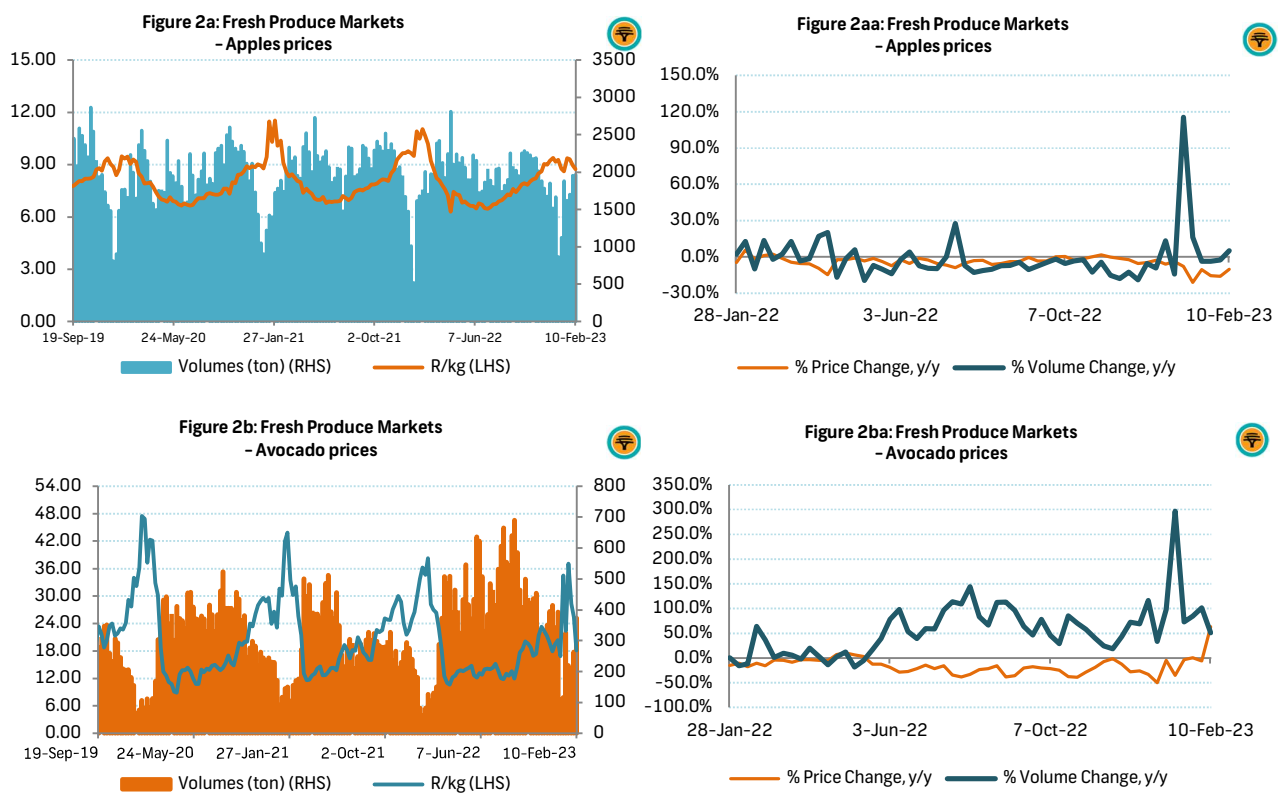 Figure 2a: Fresh Produce Markets
– Apples prices
15.00
12.00
9.00
6.00
3.00
0.00
3500
3000
2500
2000
1500
1000
500
0
19-Sep-19
24-May-20
27-Jan-21
2-Oct-21
7-Jun-22
10-Feb-23
Volumes (ton) (RHS)
R/kg (LHS)
Figure 2aa: Fresh Produce Markets
– Apples prices
150.0%
120.0%
90.0%
60.0%
30.0%
0.0%
-30.0%
28-Jan-22
3-Jun-22
7-Oct-22
10-Feb-23
% Price Change, y/y
% Volume Change, y/y
Figure 2b: Fresh Produce Markets
– Avocado prices
54.00
48.00
42.00
36.00
30.00
24.00
18.00
12.00
6.00
0.00
800
700
600
500
400
300
200
100
0
19-Sep-19
24-May-20
27-Jan-21
2-Oct-21
7-Jun-22
10-Feb-23
Volumes (ton) (RHS)
R/kg (LHS)
Figure 2ba: Fresh Produce Markets
– Avocado prices
350.0%
300.0%
250.0%
200.0%
150.0%
100.0%
50.0%
0.0%
-50.0%
-100.0%
28-Jan-22
3-Jun-22
7-Oct-22
10-Feb-23
% Price Change, y/y
% Volume Change, y/y